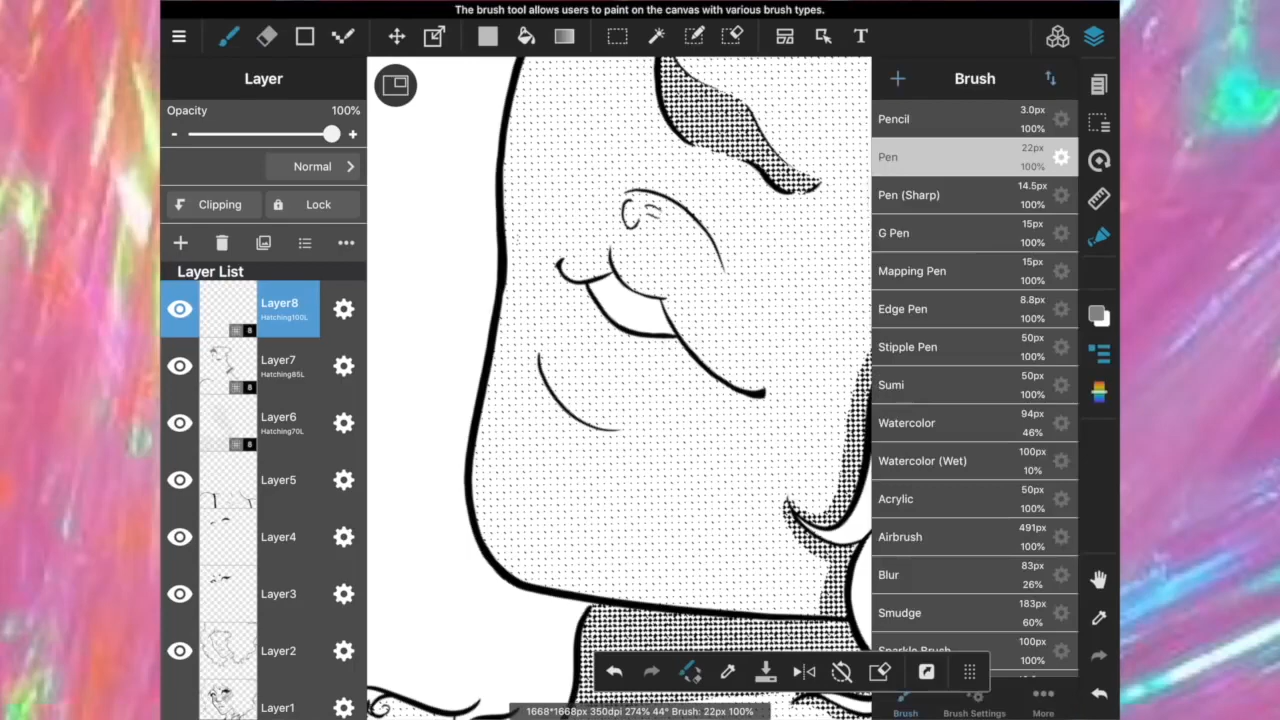 The brush tool allows users to paint on the canvas with various brush types.
T
Layer
Opacity 100%
- +
Normal
Clipping Lock
Layer List
Layer8
Hatching100L
8
Layer7
Hatching85L
8
Layer6
Hatching70L
8
Layer5
Layer4
Layer3
Layer2
Layer1
Brush
Pencil 3.0px 100%
Pen 22px 100%
Pen (Sharp) 14.5px 100%
G Pen 15px 100%
Mapping Pen 15px 100%
Edge Pen 8.8px 100%
Stipple Pen 50px 100%
Sumi 50px 100%
Watercolor 94px 46%
Watercolor (Wet) 100px 10%
Acrylic 50px 100%
Airbrush 491px 100%
Blur 83px 26%
Smudge 183px 60%
Sparkle Brush 100px 100%
1668*1668px 350dpi 274% 44° Brush: 22px 100%
Brush Brush Settings More